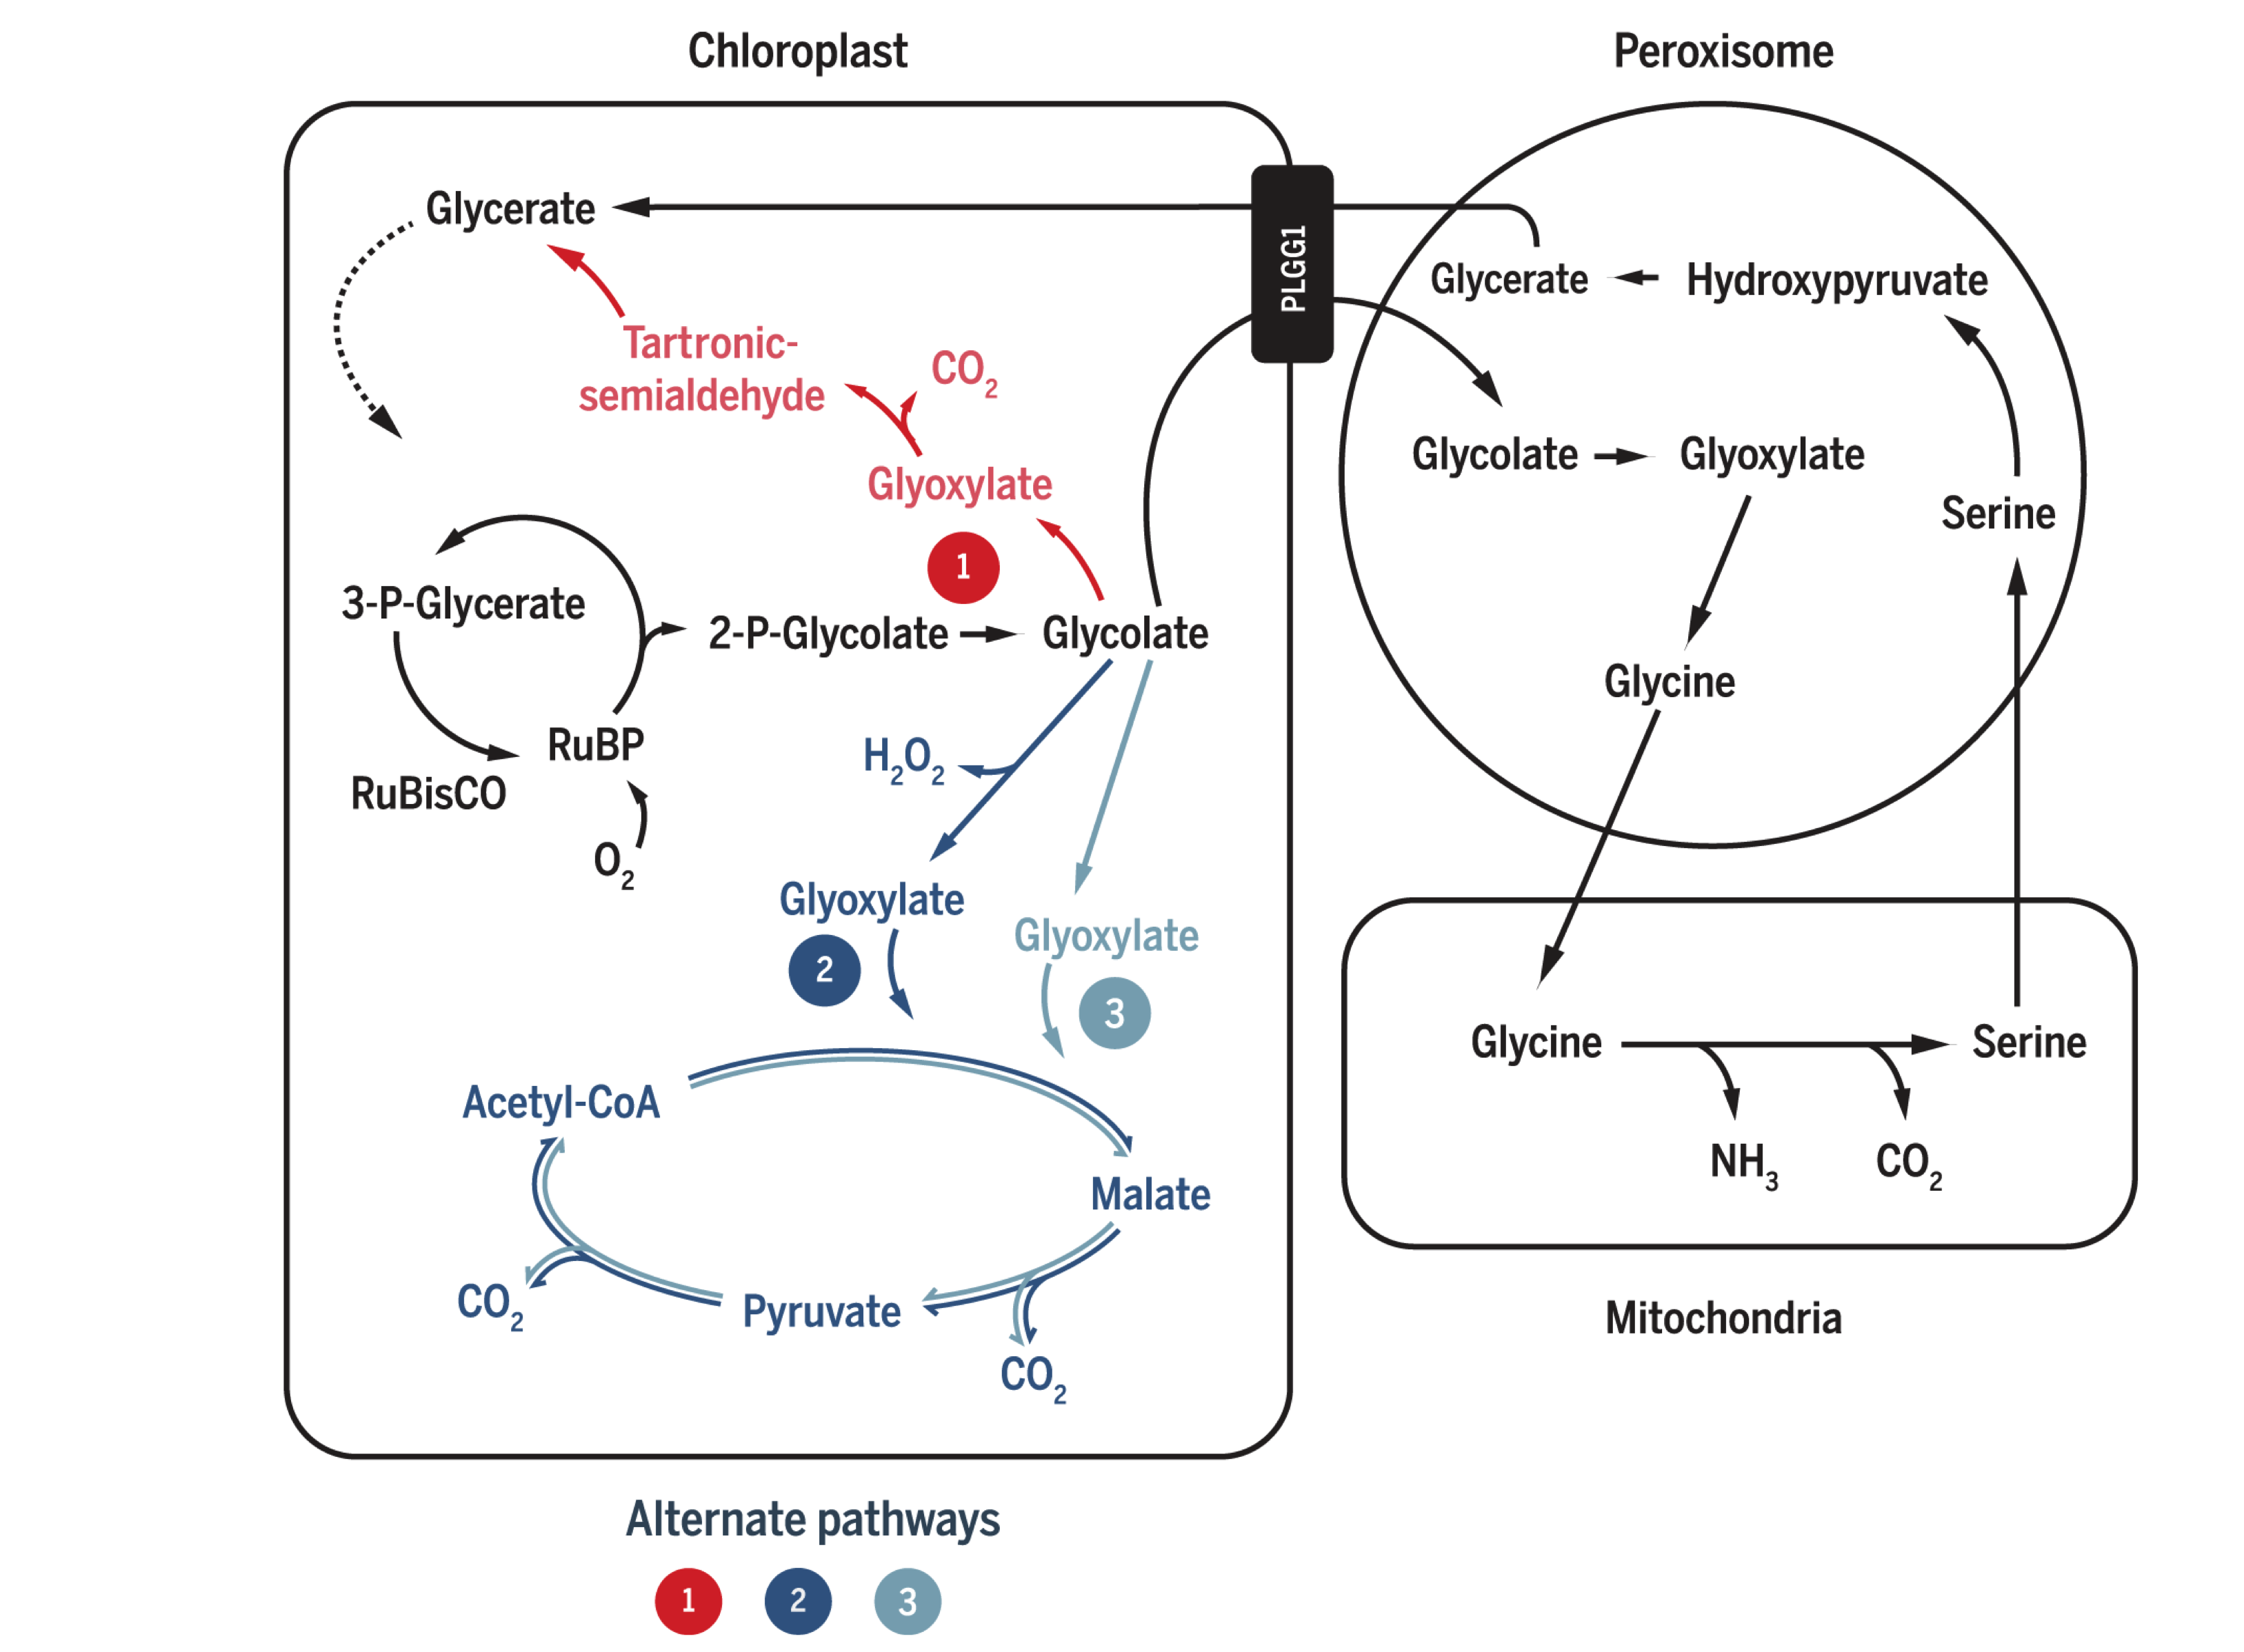 Chloroplast
Peroxisome
Glycerate
PLGG1
Glycerate
Hydroxypyruvate
Tartronic-
semialdehyde
CO2
Glyoxylate
Glycolate
Glyoxylate
Serine
1
3-P-Glycerate
2-P-Glycolate
Glycolate
Glycine
RuBP
RuBisCO
H2O2
O2
Glyoxylate
Glyoxylate
2
3
Glycine
Serine
Acetyl-CoA
NH3
CO2
Malate
CO2
Pyruvate
CO2
Mitochondria
Alternate pathways
1
2
3